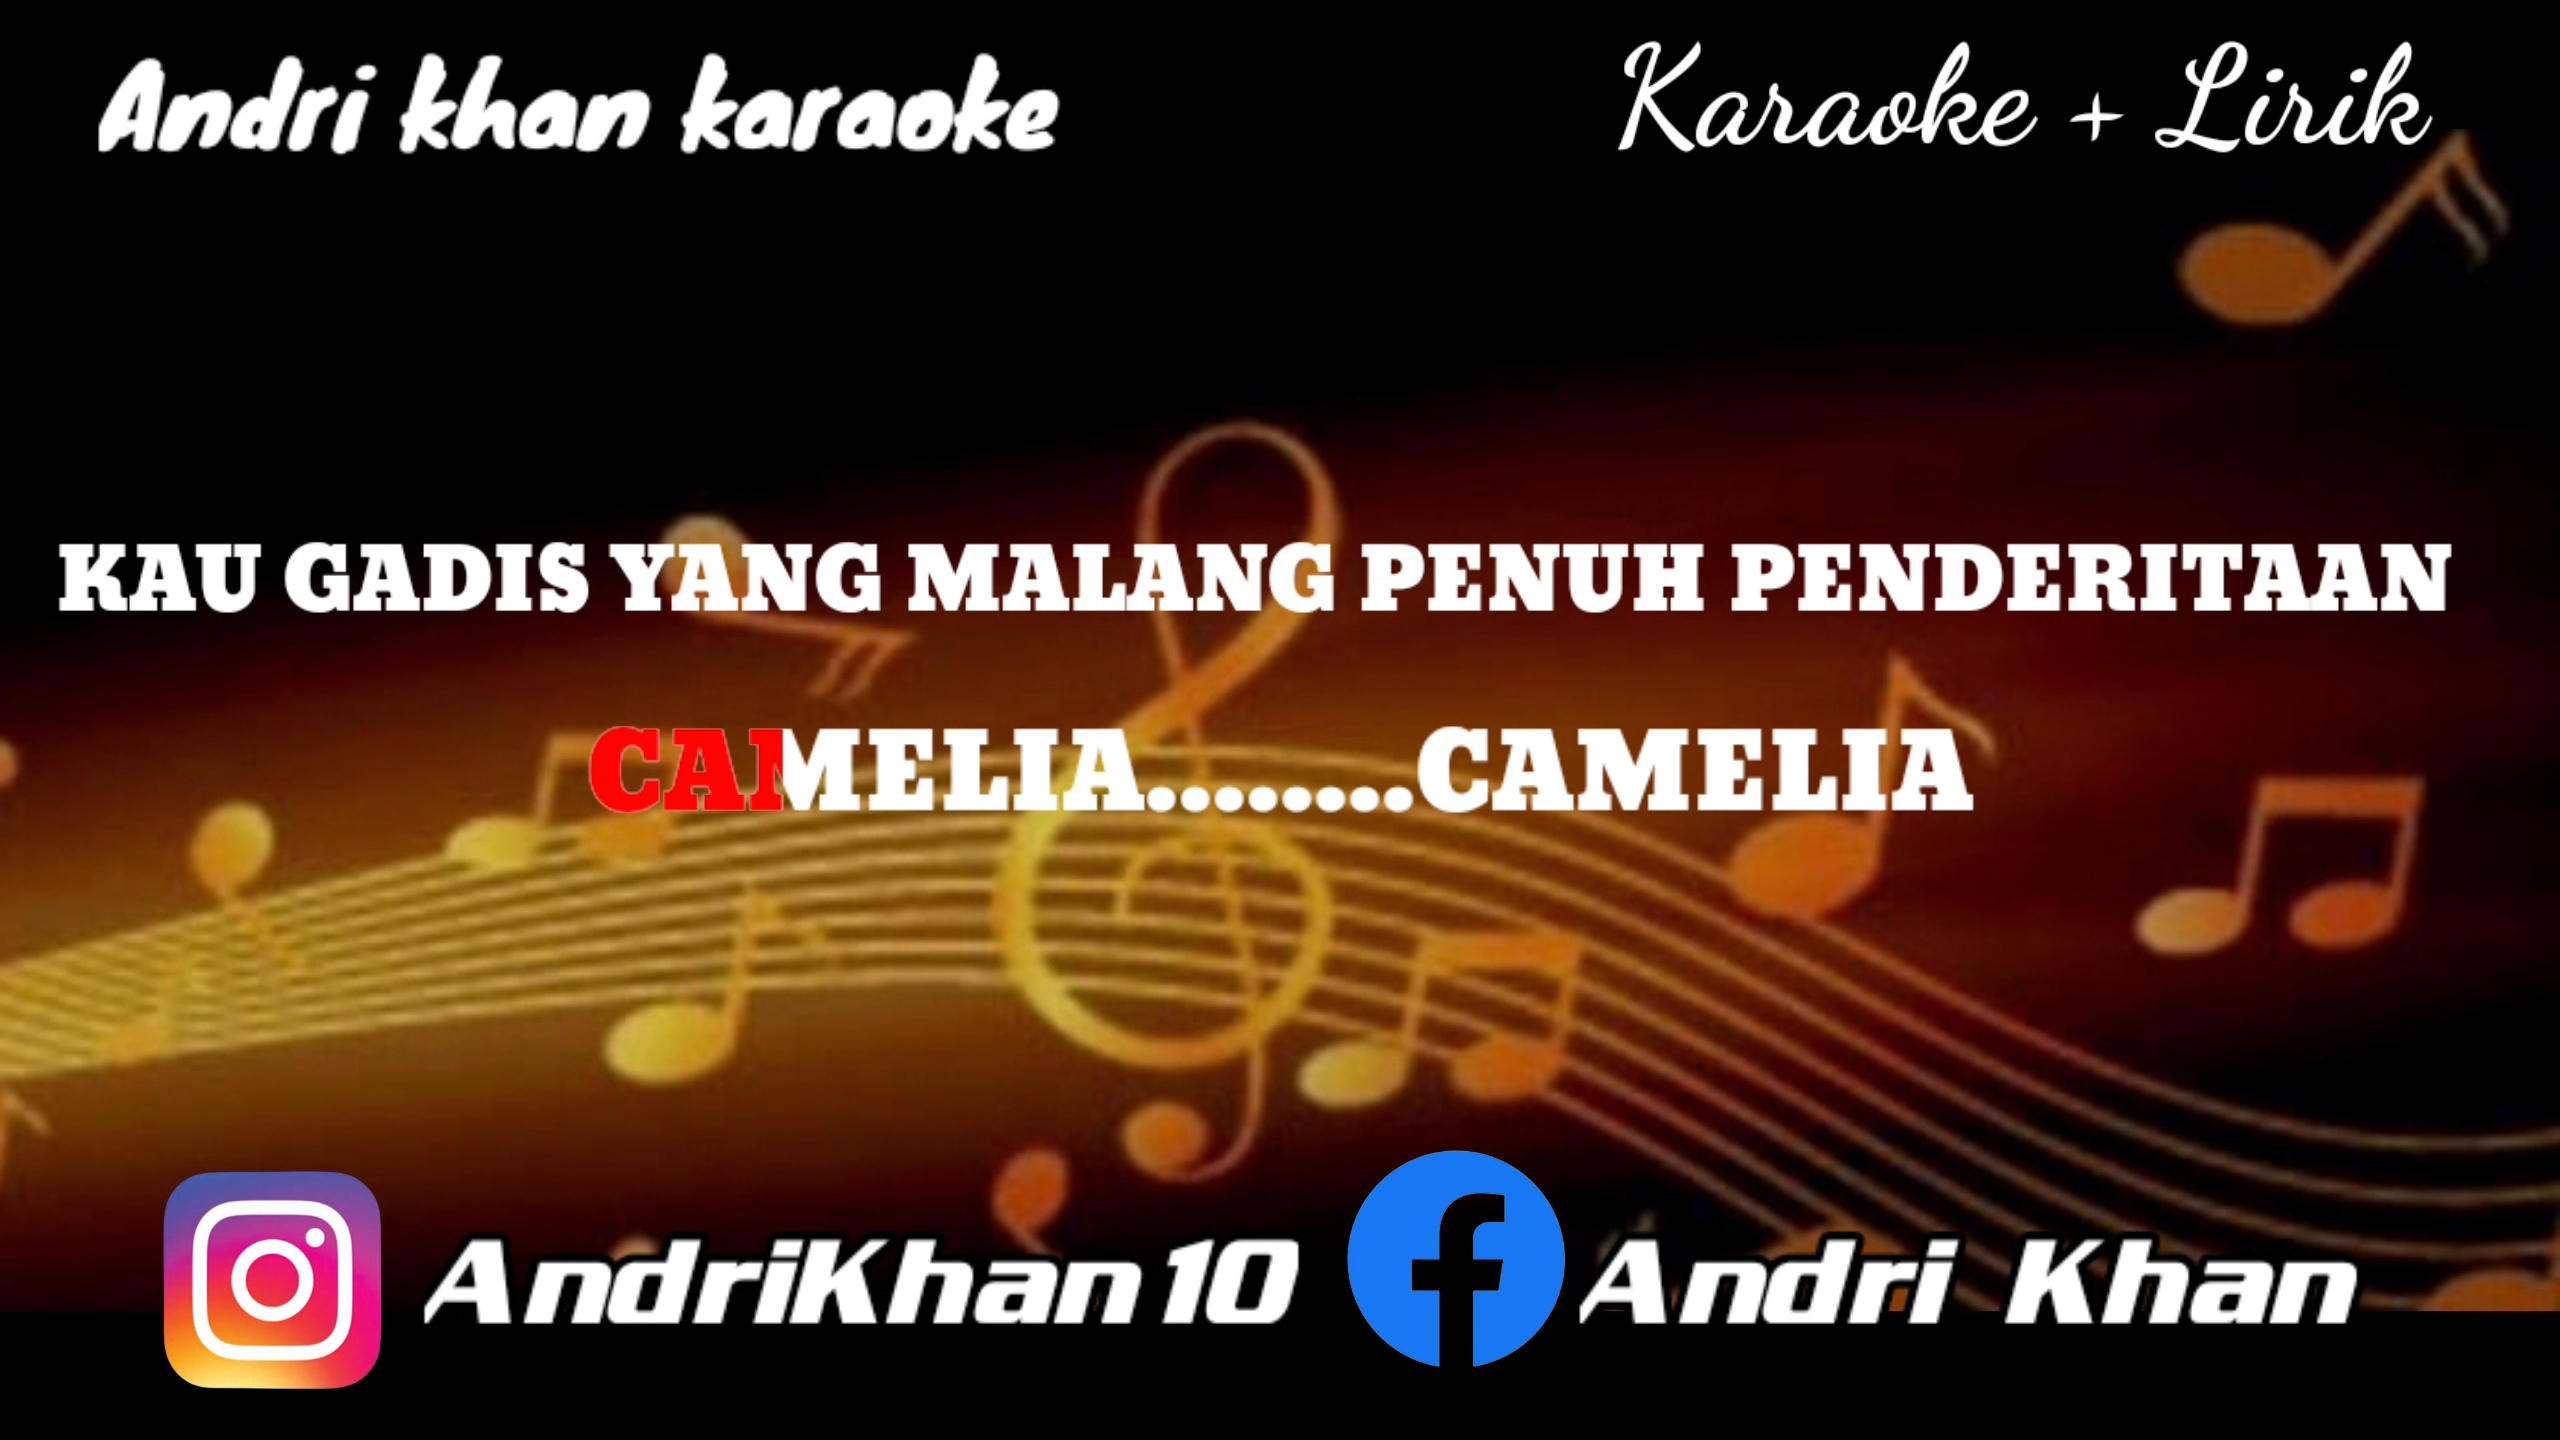 Andri khan karaoke
Karaoke + Lirik
KAU GADIS YANG MALANG PENUH PENDERITAAN
CAMELIA........CAMELIA
AndriKhan10
Andri Khan